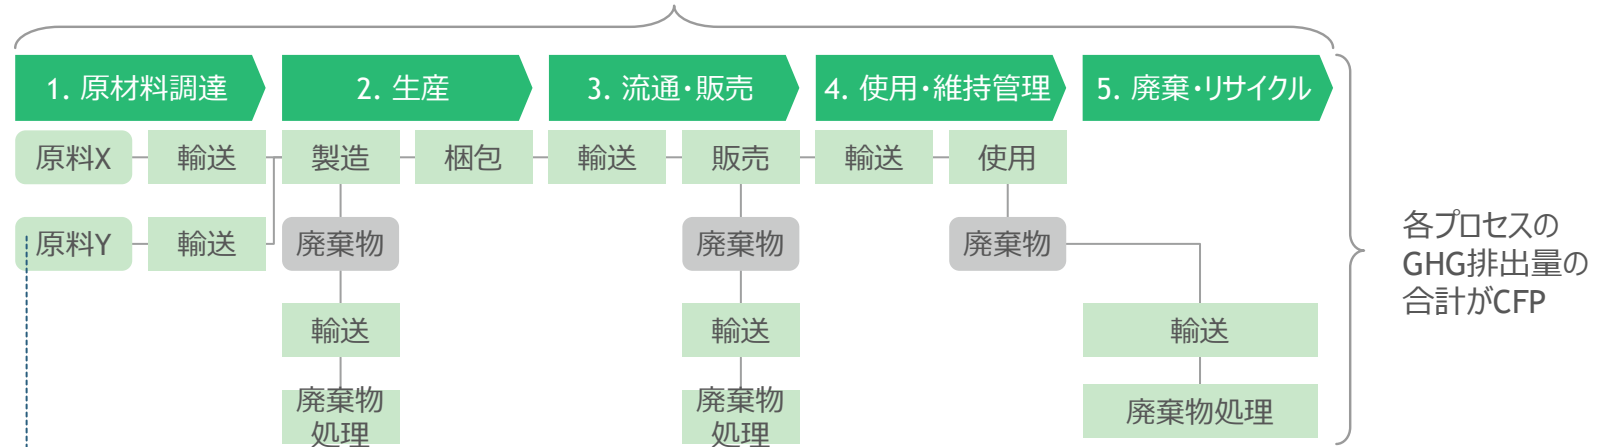 1. 原材料調達
2. 生産
3. 流通・販売
4. 使用・維持管理
5. 廃棄・リサイクル
原料X
輸送
製造
梱包
輸送
販売
輸送
使用
原料Y
輸送
廃棄物
廃棄物
廃棄物
各プロセスの
GHG排出量の
合計がCFP
輸送
輸送
輸送
廃棄物
処理
廃棄物
処理
廃棄物処理